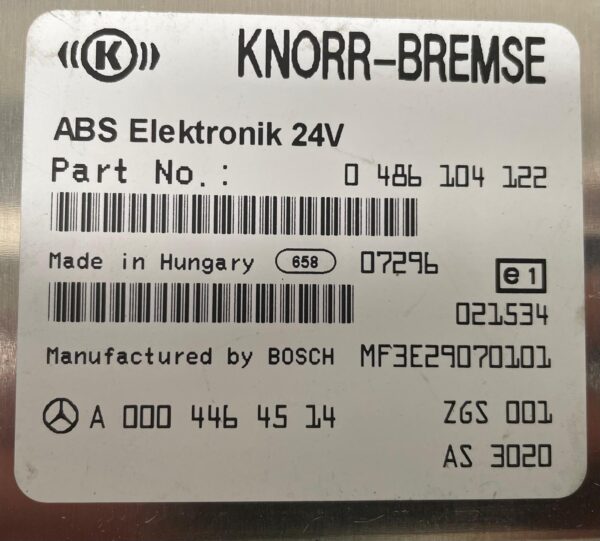 K KNORR-BREMSE
ABS Elektronik 24V
Part No.: 0 486 104 122
Made in Hungary 658 07296 e1
021534
Manufactured by BOSCH MF3E29070101
A 000 446 45 14 ZGS 001
AS 3020